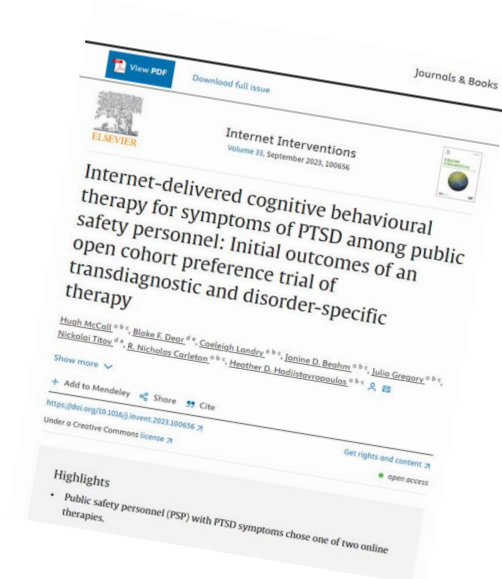 View PDF
Download full issue
Journals & Books
ELSEVIER
Internet Interventions
Volume 33, September 2023, 100656
Internet-delivered cognitive behavioural
therapy for symptoms of PTSD among public
safety personnel: Initial outcomes of an
open cohort preference trial of
transdiagnostic and disorder-specific
therapy
Hugh McCall a b c, Blake F. Dear d e, Caeleigh Landry a b c, Janine D. Beahm a b c, Julia Gregory a b c,
Nickolai Titov d e, R. Nicholas Carleton a b c, Heather D. Hadjistavropoulos a b c
Show more
Add to Mendeley Share Cite
https://doi.org/10.1016/j.invent.2023.100656
Get rights and content
Under a Creative Commons license
open access
Highlights
• Public safety personnel (PSP) with PTSD symptoms chose one of two online
therapies.